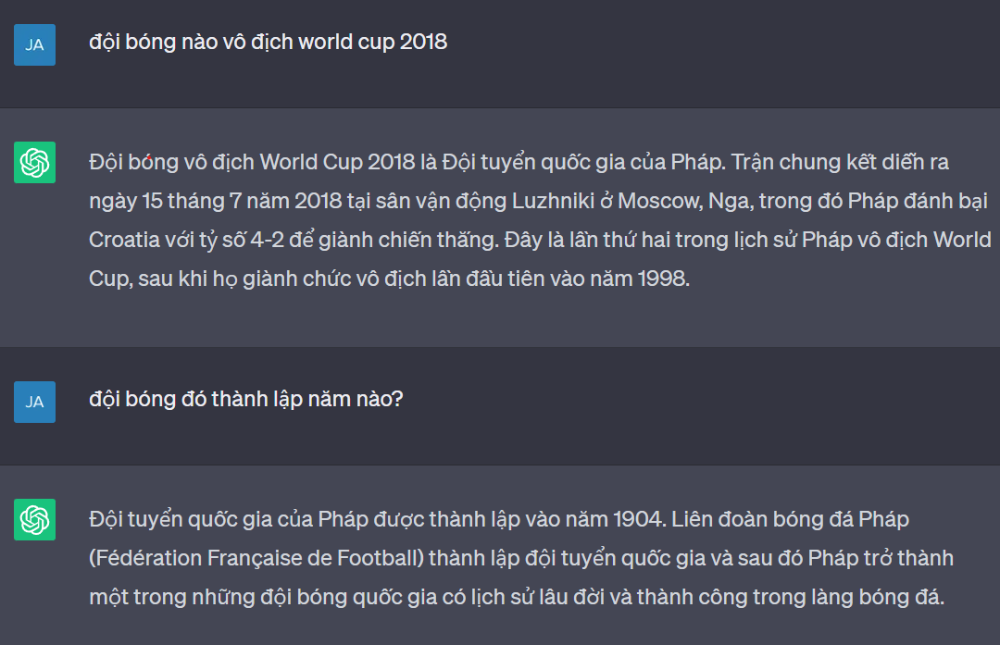 JA
đội bóng nào vô địch world cup 2018
Đội bóng vô địch World Cup 2018 là Đội tuyển quốc gia của Pháp. Trận chung kết diễn ra
ngày 15 tháng 7 năm 2018 tại sân vận động Luzhniki ở Moscow, Nga, trong đó Pháp đánh bại
Croatia với tỷ số 4-2 để giành chiến thắng. Đây là lần thứ hai trong lịch sử Pháp vô địch World
Cup, sau khi họ giành chức vô địch lần đầu tiên vào năm 1998.
JA
đội bóng đó thành lập năm nào?
Đội tuyển quốc gia của Pháp được thành lập vào năm 1904. Liên đoàn bóng đá Pháp
(Fédération Française de Football) thành lập đội tuyển quốc gia và sau đó Pháp trở thành
một trong những đội bóng quốc gia có lịch sử lâu đời và thành công trong làng bóng đá.